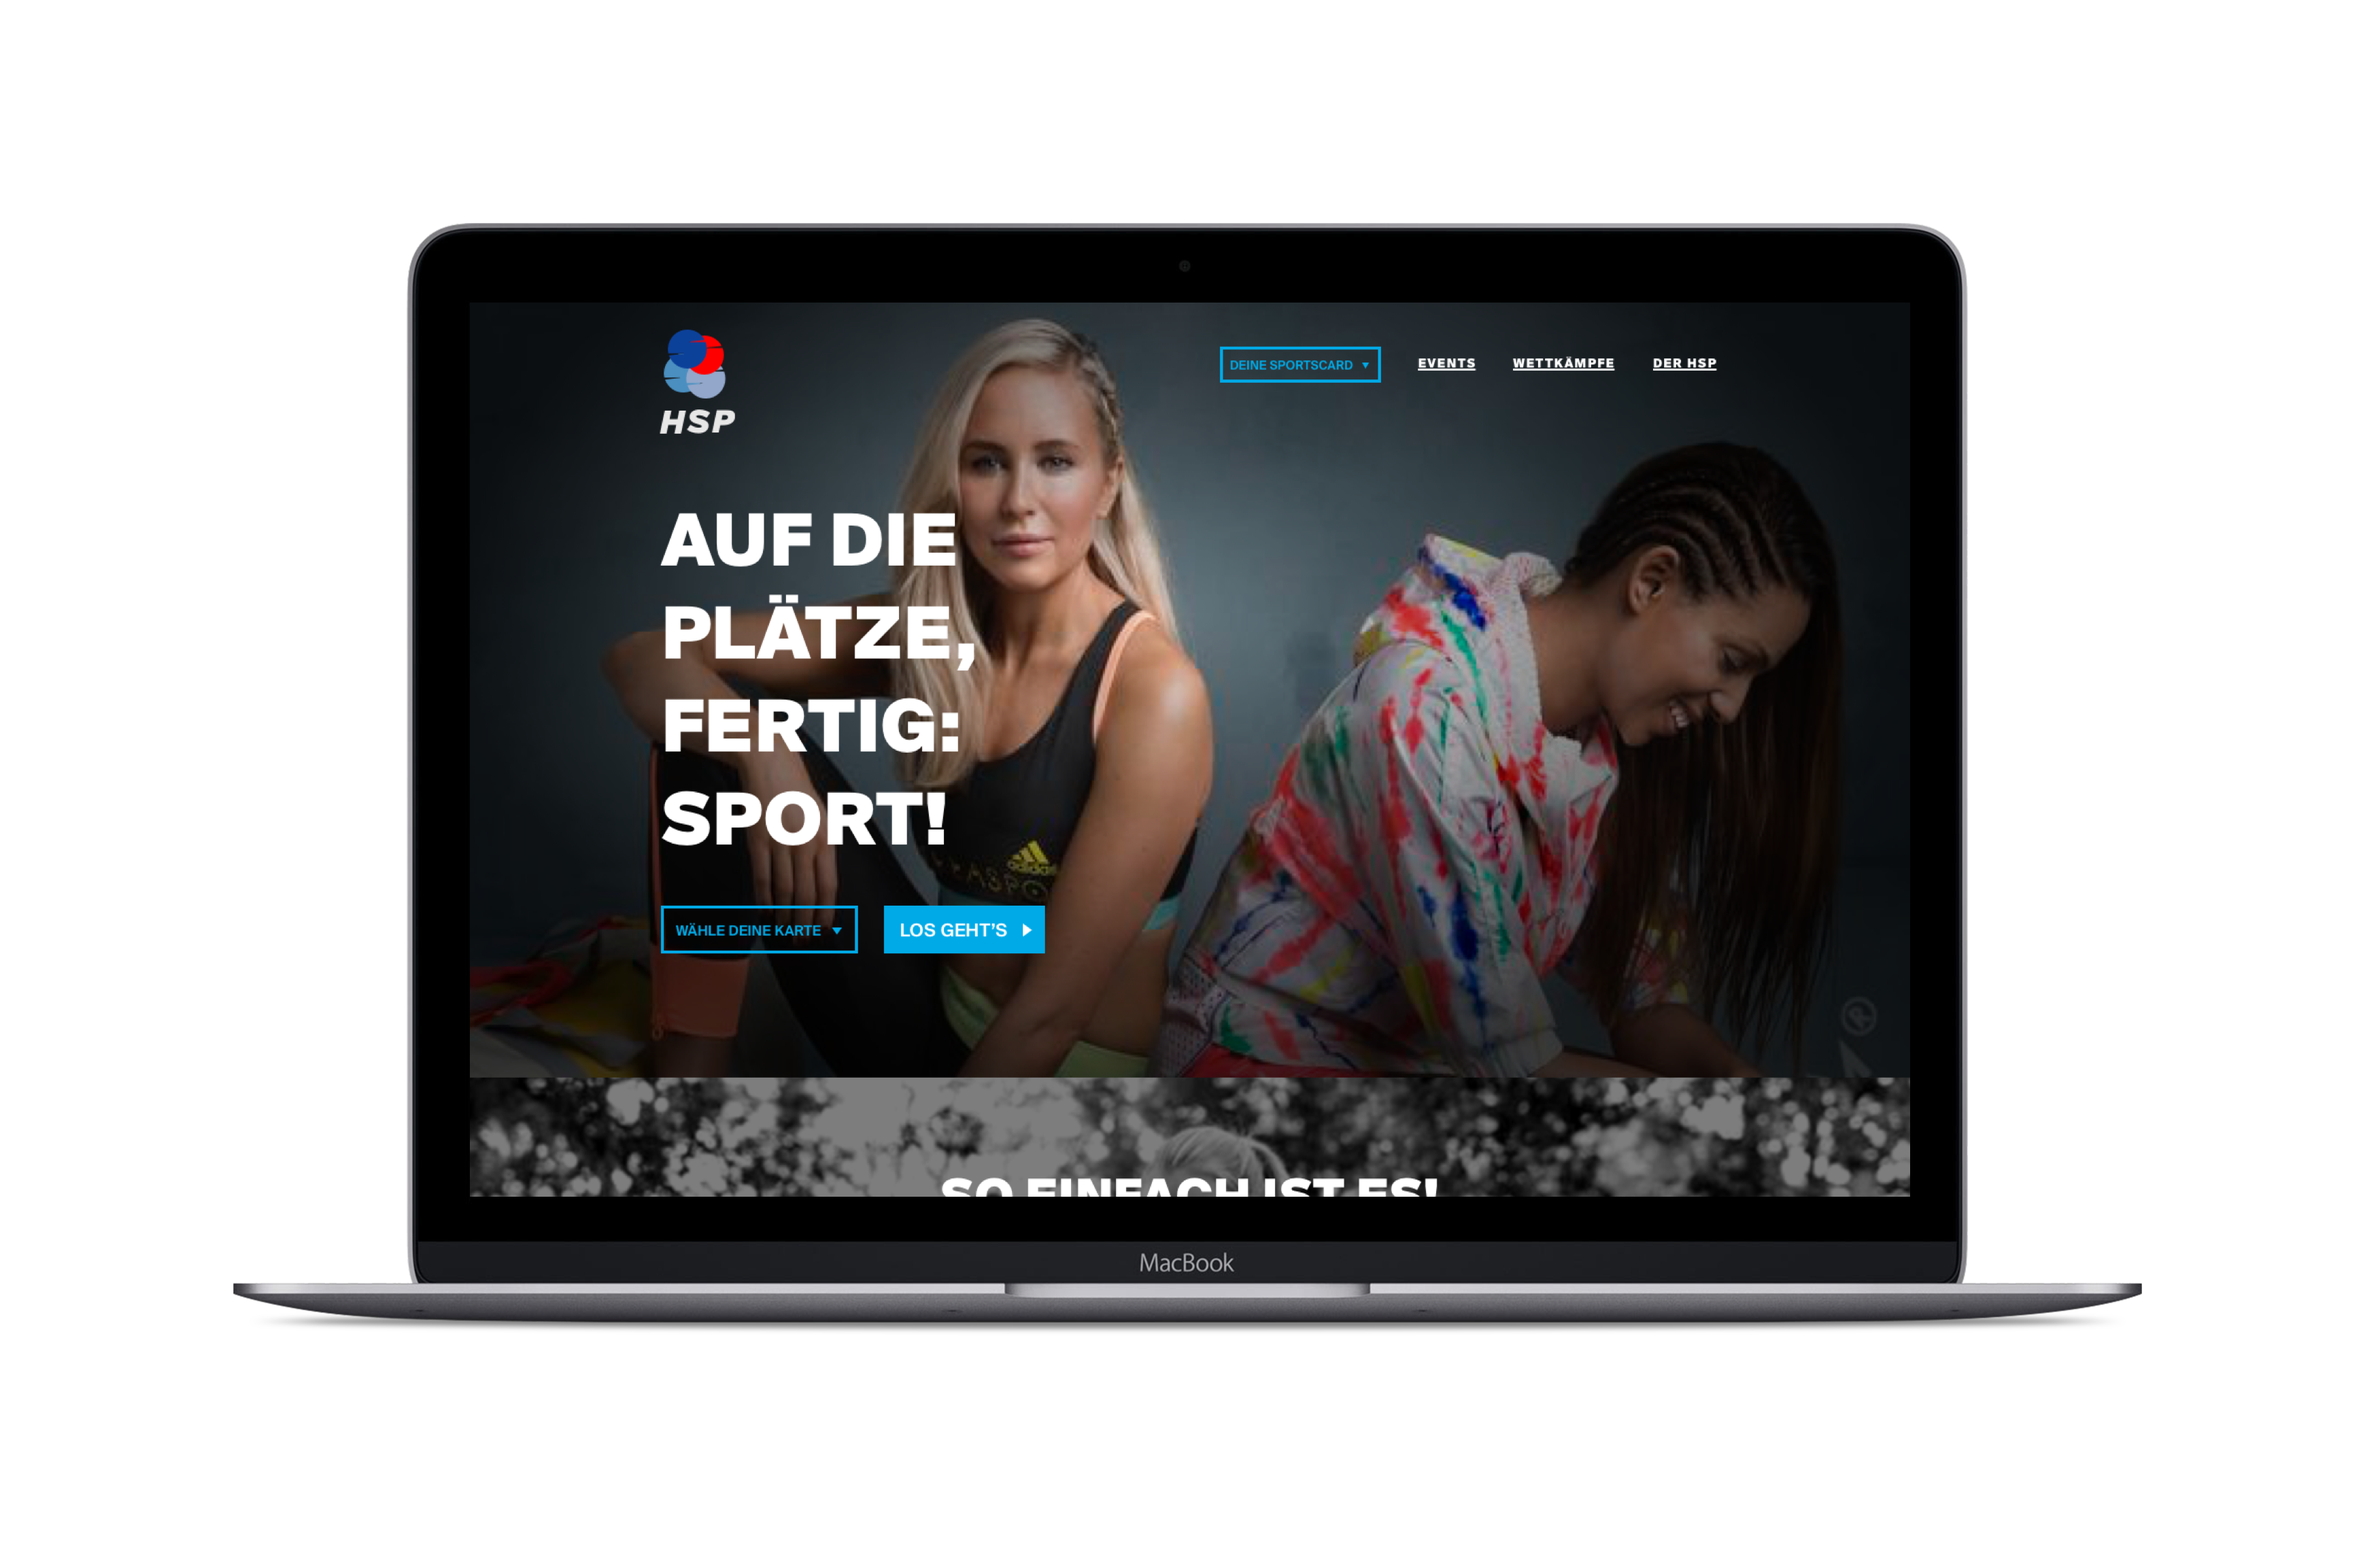 HSP
DEINE SPORTSCARD
EVENTS
WETTKÄMPFE
DER HSP
AUF DIE
PLÄTZE,
FERTIG:
SPORT!
adidas
WÄHLE DEINE KARTE
LOS GEHT'S
SO EINFACH IST ES!
MacBook